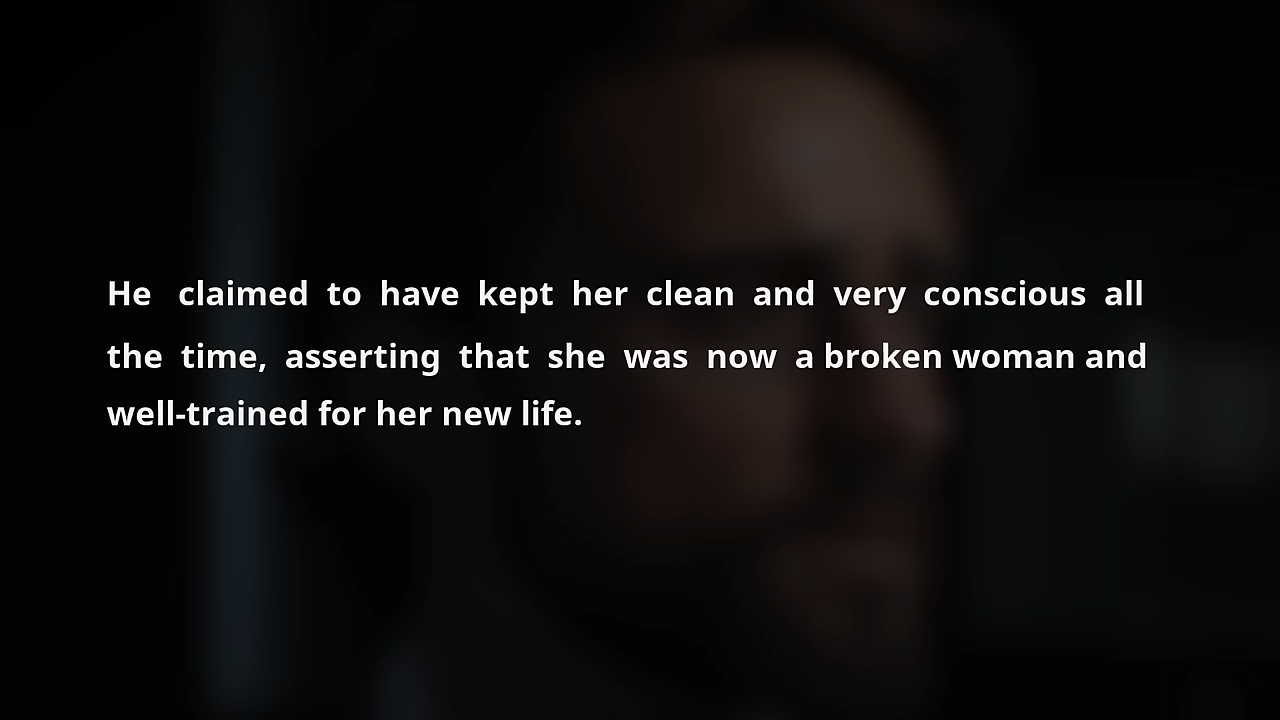 He claimed to have kept her clean and very conscious all
the time, asserting that she was now a broken woman and
well-trained for her new life.